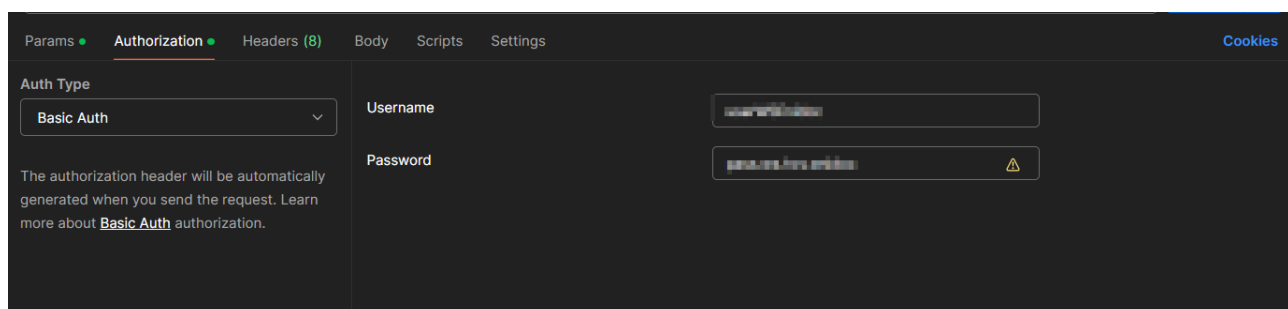 Params Authorization Headers (8) Body Scripts Settings Cookies
Auth Type
Basic Auth
Username
Password
The authorization header will be automatically
generated when you send the request. Learn
more about Basic Auth authorization.